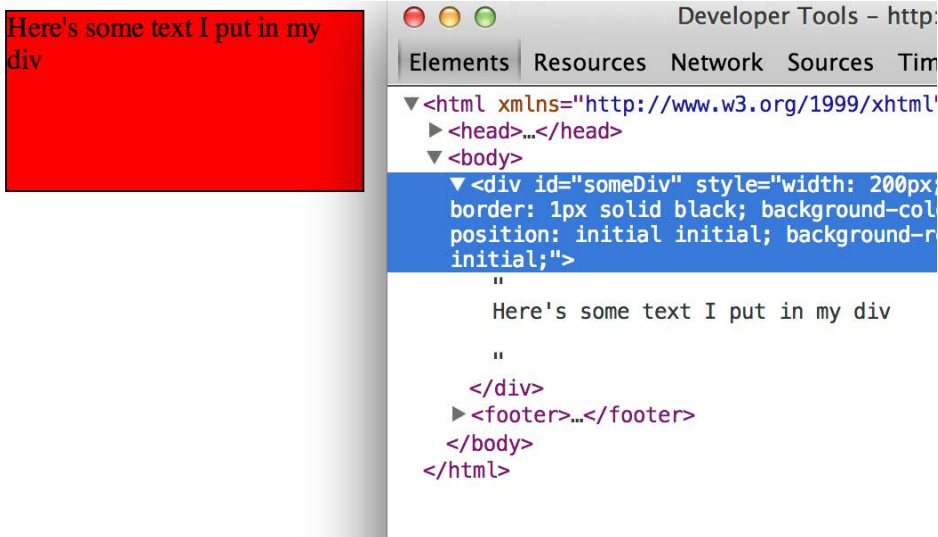 Here's some text I put in my
div
Developer Tools – http:
Elements Resources Network Sources Tim
▼<html xmlns="http://www.w3.org/1999/xhtml"
▶<head>…</head>
▼<body>
▼<div id="someDiv" style="width: 200px;
border: 1px solid black; background-col
position: initial initial; background-r
initial;">
"
Here's some text I put in my div
"
</div>
▶<footer>…</footer>
</body>
</html>